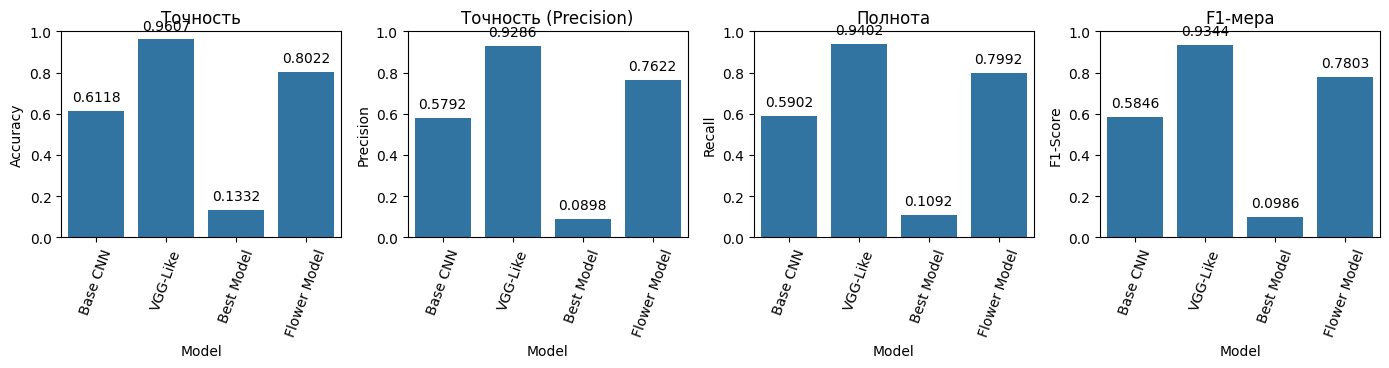 Точность
0.6118
0.9607
0.1332
0.8022
1.0
0.8
0.6
0.4
0.2
0.0
Accuracy
Base CNN
VGG-Like
Best Model
Flower Model
Model
Точность (Precision)
0.5792
0.9286
0.0898
0.7622
1.0
0.8
0.6
0.4
0.2
0.0
Precision
Base CNN
VGG-Like
Best Model
Flower Model
Model
Полнота
0.5902
0.9402
0.1092
0.7992
1.0
0.8
0.6
0.4
0.2
0.0
Recall
Base CNN
VGG-Like
Best Model
Flower Model
Model
F1-мера
0.5846
0.9344
0.0986
0.7803
1.0
0.8
0.6
0.4
0.2
0.0
F1-Score
Base CNN
VGG-Like
Best Model
Flower Model
Model